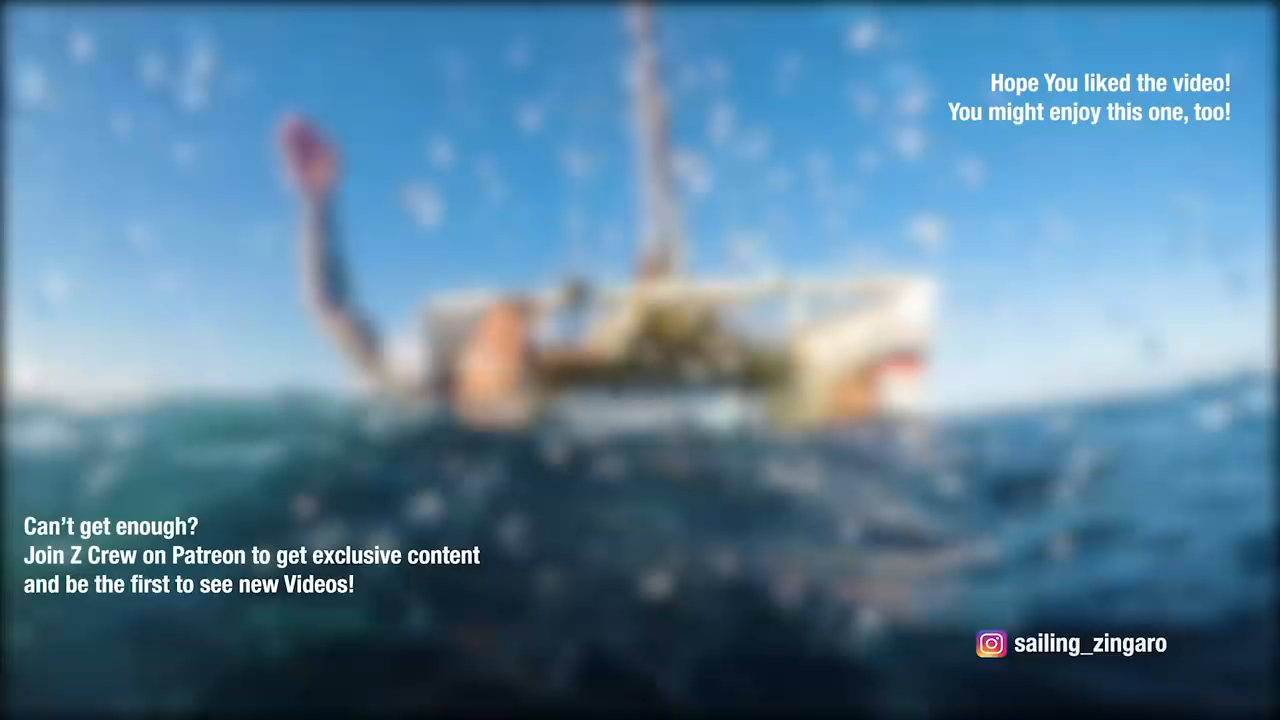 Hope You liked the video!
You might enjoy this one, too!
Can't get enough?
Join Z Crew on Patreon to get exclusive content
and be the first to see new Videos!
sailing_zingaro